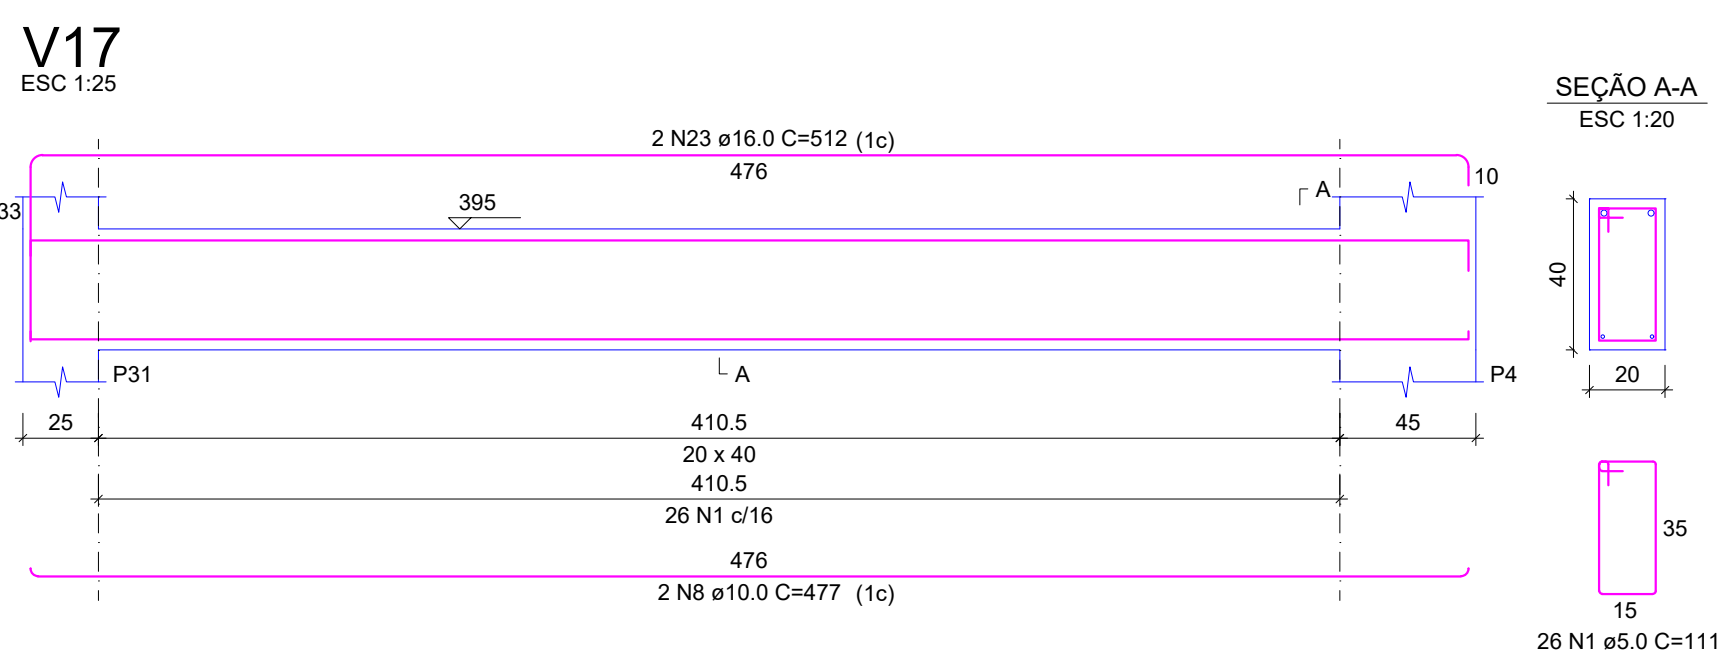 V17
ESC 1:25
SEÇÃO A-A
ESC 1:20
2 N23 ø16.0 C=512 (1c)
476
10
A
33
395
40
A
P31
P4
20
25
410.5
45
20 x 40
410.5
26 N1 c/16
35
476
2 N8 ø10.0 C=477 (1c)
15
26 N1 ø5.0 C=111